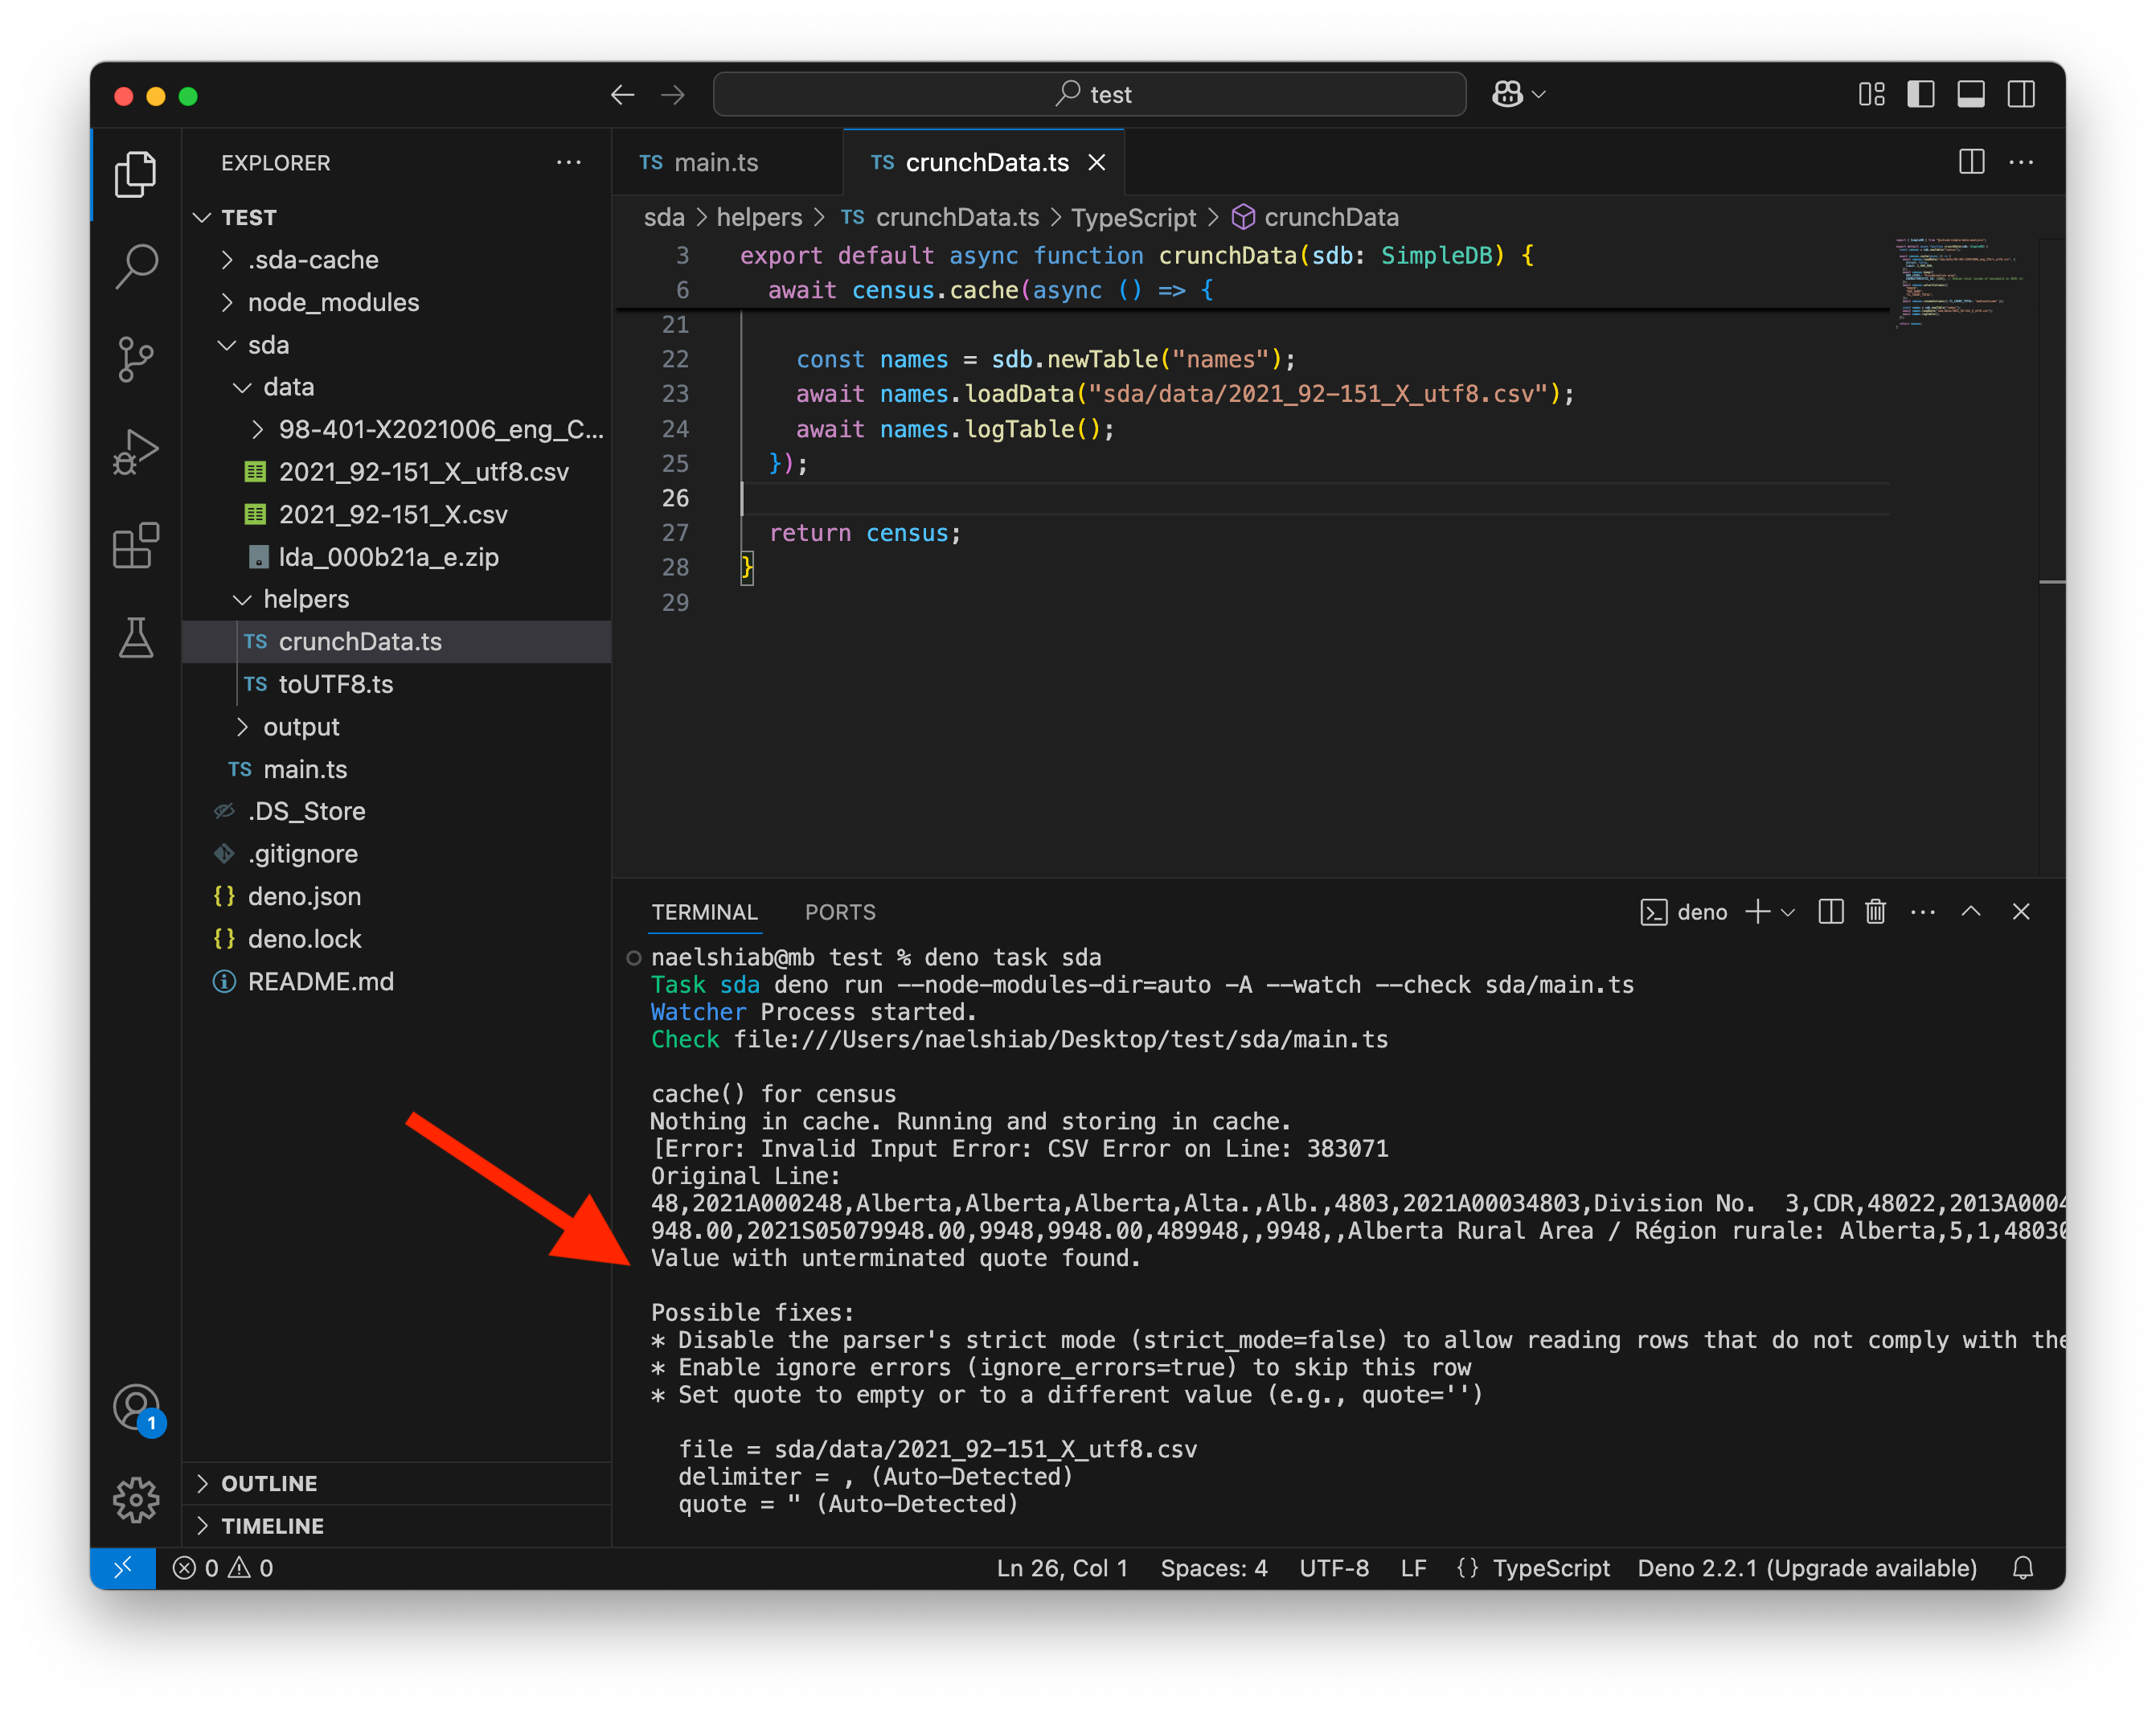 test
EXPLORER
TEST
.sda-cache
node_modules
sda
data
98-401-X2021006_eng_C...
2021_92-151_X_utf8.csv
2021_92-151_X.csv
lda_000b21a_e.zip
helpers
TS crunchData.ts
TS toUTF8.ts
output
TS main.ts
.DS_Store
.gitignore
{} deno.json
{} deno.lock
README.md
OUTLINE
TIMELINE
1
TS main.ts
TS crunchData.ts
sda > helpers > TS crunchData.ts > TypeScript > crunchData
3 export default async function crunchData(sdb: SimpleDB) {
6 await census.cache(async () => {
21
22 const names = sdb.newTable("names");
23 await names.loadData("sda/data/2021_92-151_X_utf8.csv");
24 await names.logTable();
25 });
26
27 return census;
28 }
29
TERMINAL PORTS
deno
naelshiab@mb test % deno task sda
Task sda deno run --node-modules-dir=auto -A --watch --check sda/main.ts
Watcher Process started.
Check file:///Users/naelshiab/Desktop/test/sda/main.ts
cache() for census
Nothing in cache. Running and storing in cache.
[Error: Invalid Input Error: CSV Error on Line: 383071
Original Line:
48,2021A000248,Alberta,Alberta,Alberta,Alta.,Alb.,4803,2021A00034803,Division No.  3,CDR,48022,2013A0004
948.00,2021S05079948.00,9948,9948.00,489948,,9948,,Alberta Rural Area / Région rurale: Alberta,5,1,48030
Value with unterminated quote found.
Possible fixes:
* Disable the parser's strict mode (strict_mode=false) to allow reading rows that do not comply with the
* Enable ignore errors (ignore_errors=true) to skip this row
* Set quote to empty or to a different value (e.g., quote='')
file = sda/data/2021_92-151_X_utf8.csv
delimiter = , (Auto-Detected)
quote = " (Auto-Detected)
0 0
Ln 26, Col 1 Spaces: 4 UTF-8 LF {} TypeScript Deno 2.2.1 (Upgrade available)